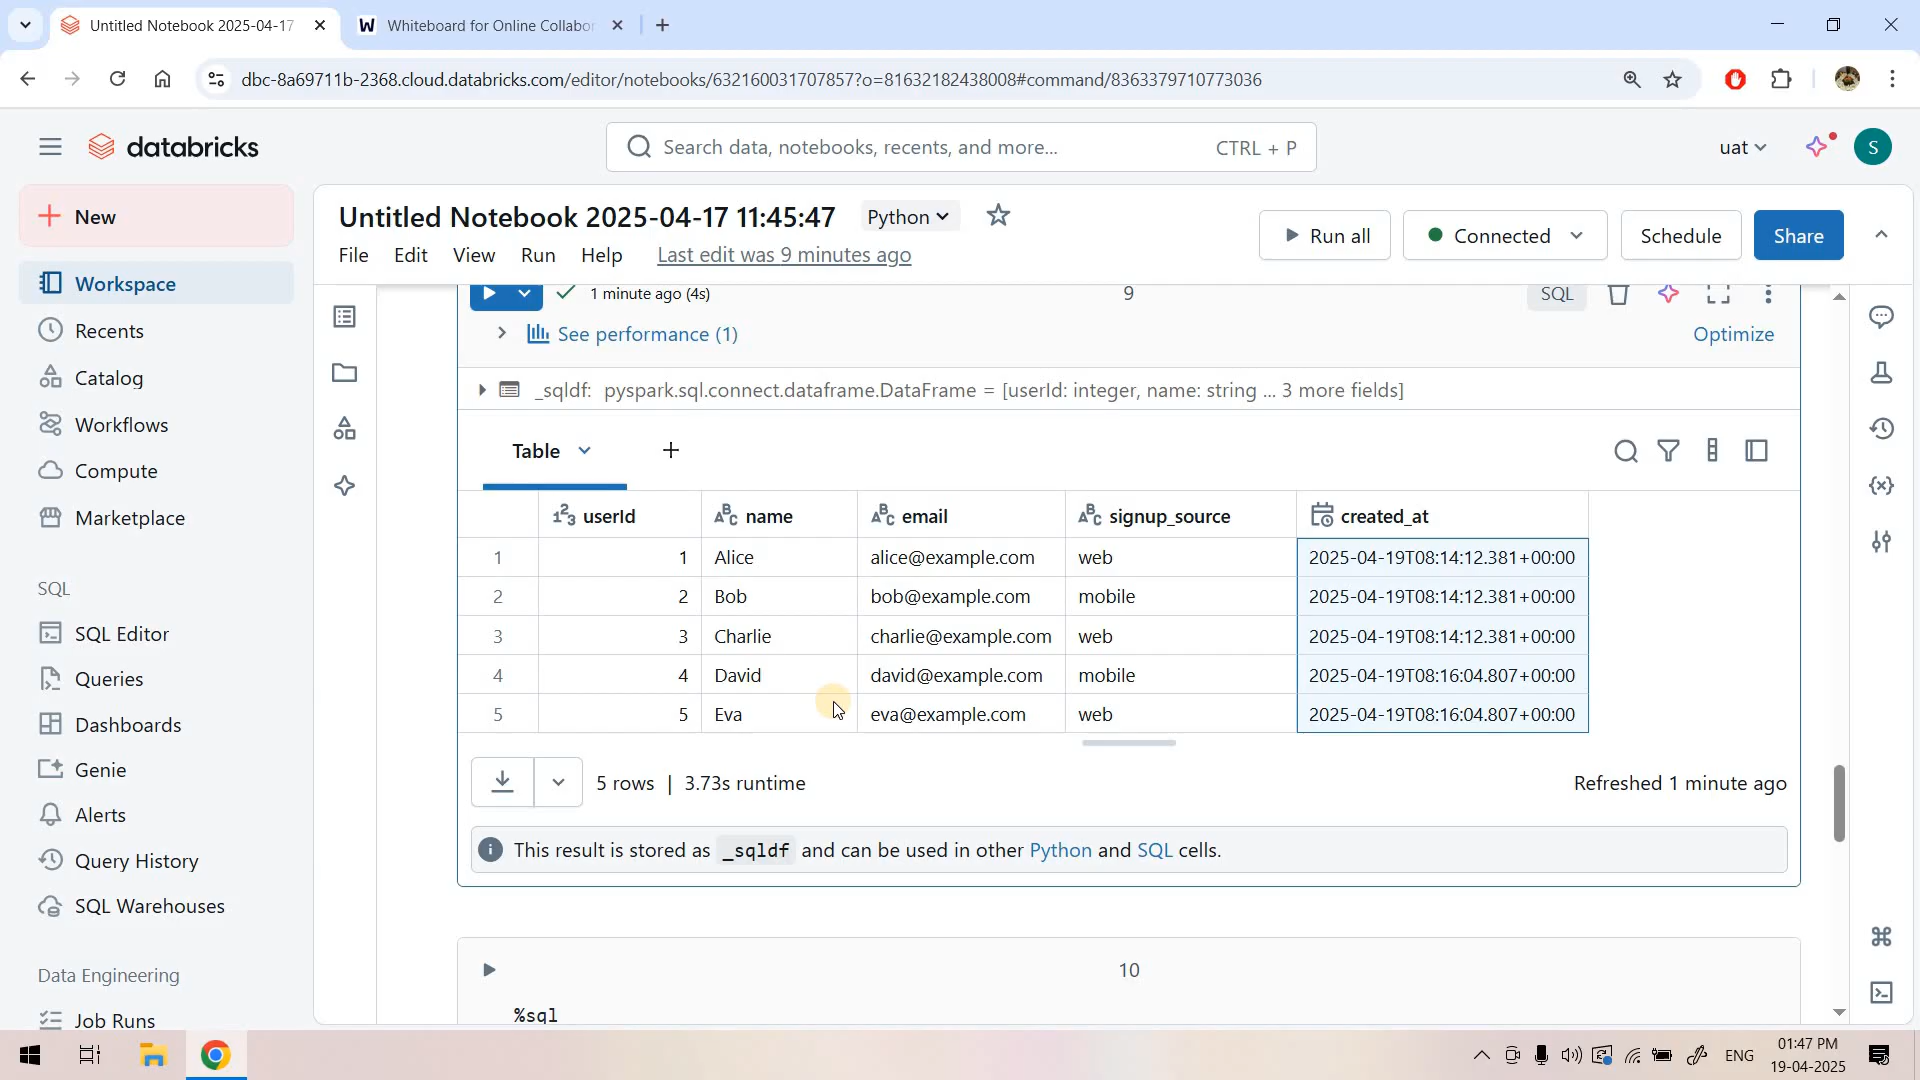 Untitled Notebook 2025-04-17
Whiteboard for Online Collabor
dbc-8a69711b-2368.cloud.databricks.com/editor/notebooks/632160031707857?o=81632182438008#command/8363379710773036
databricks
Search data, notebooks, recents, and more...
CTRL + P
uat
S
New
Workspace
Recents
Catalog
Workflows
Compute
Marketplace
SQL
SQL Editor
Queries
Dashboards
Genie
Alerts
Query History
SQL Warehouses
Data Engineering
Job Runs
Untitled Notebook 2025-04-17 11:45:47
Python
File Edit View Run Help Last edit was 9 minutes ago
Run all
Connected
Schedule
Share
1 minute ago (4s)
9
SQL
See performance (1)
Optimize
_sqldf: pyspark.sql.connect.dataframe.DataFrame = [userId: integer, name: string ... 3 more fields]
Table
userId name email signup_source created_at
1 1 Alice alice@example.com web 2025-04-19T08:14:12.381+00:00
2 2 Bob bob@example.com mobile 2025-04-19T08:14:12.381+00:00
3 3 Charlie charlie@example.com web 2025-04-19T08:14:12.381+00:00
4 4 David david@example.com mobile 2025-04-19T08:16:04.807+00:00
5 5 Eva eva@example.com web 2025-04-19T08:16:04.807+00:00
5 rows | 3.73s runtime
Refreshed 1 minute ago
This result is stored as _sqldf and can be used in other Python and SQL cells.
10
%sql
ENG
01:47 PM
19-04-2025